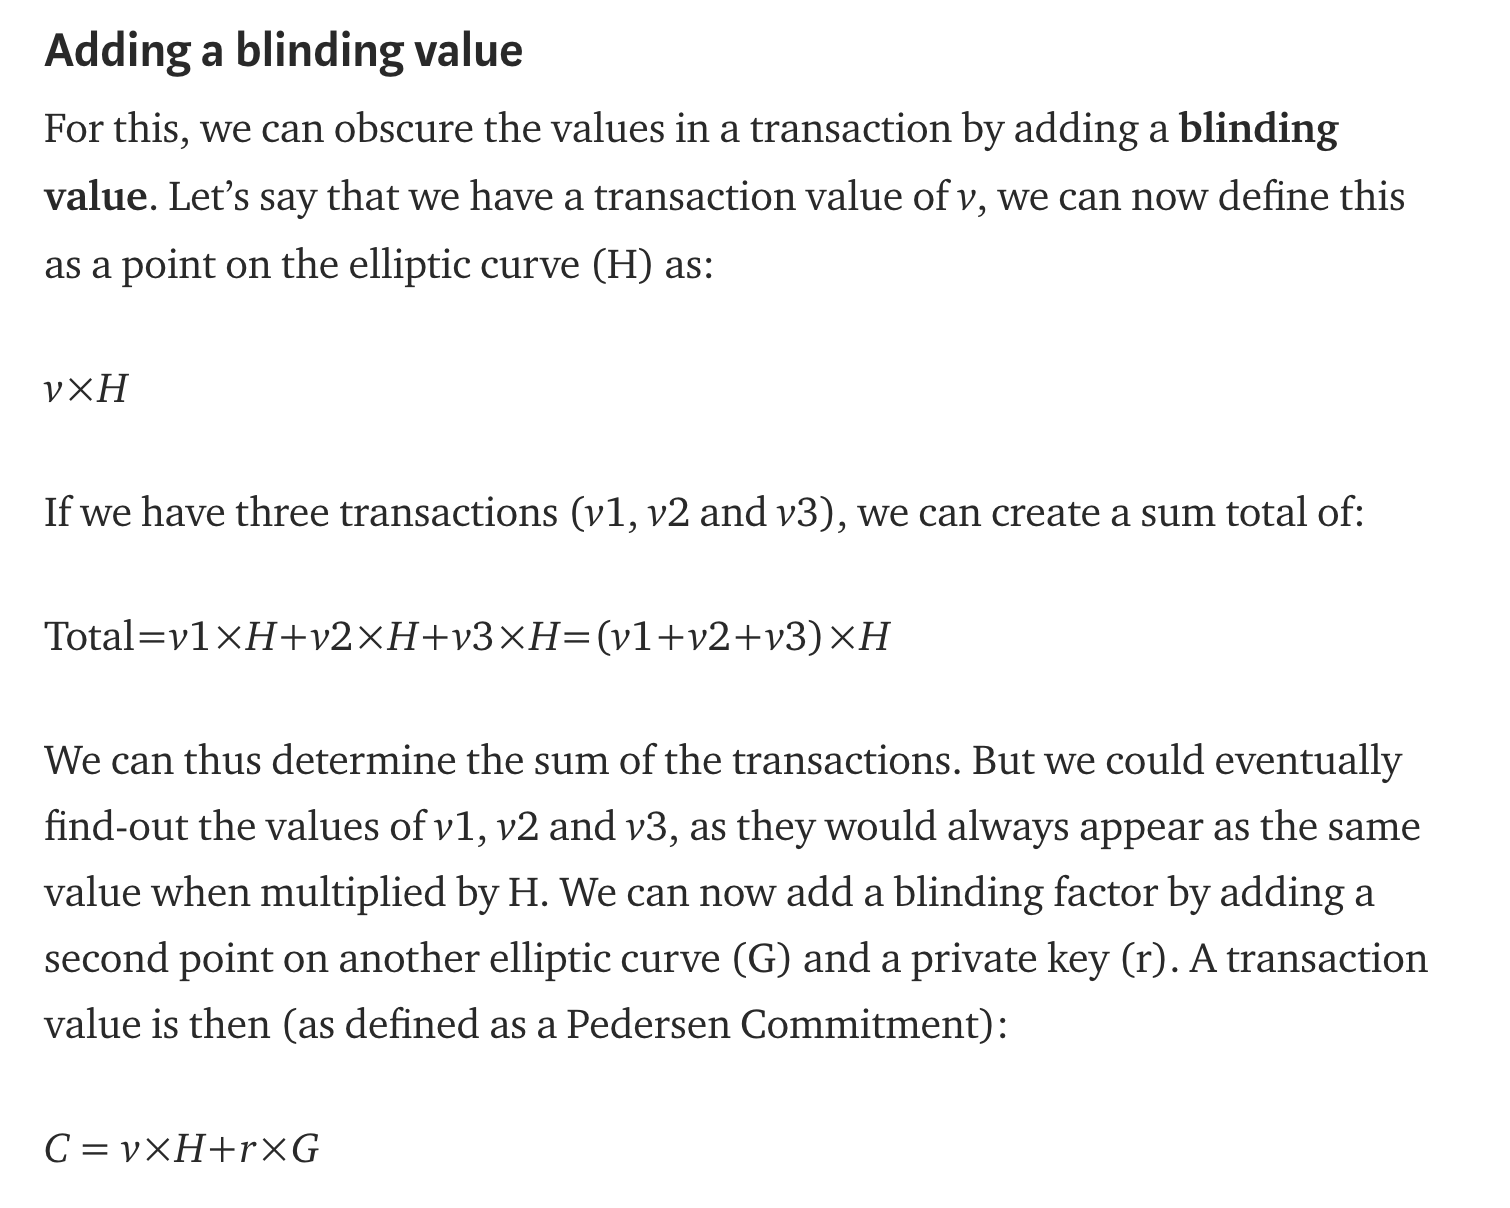 Adding a blinding value
For this, we can obscure the values in a transaction by adding a blinding
value. Let’s say that we have a transaction value of v, we can now define this
as a point on the elliptic curve (H) as:
v×H
If we have three transactions (v1, v2 and v3), we can create a sum total of:
Total=v1×H+v2×H+v3×H=(v1+v2+v3)×H
We can thus determine the sum of the transactions. But we could eventually
find-out the values of v1, v2 and v3, as they would always appear as the same
value when multiplied by H. We can now add a blinding factor by adding a
second point on another elliptic curve (G) and a private key (r). A transaction
value is then (as defined as a Pedersen Commitment):
C = v×H+r×G